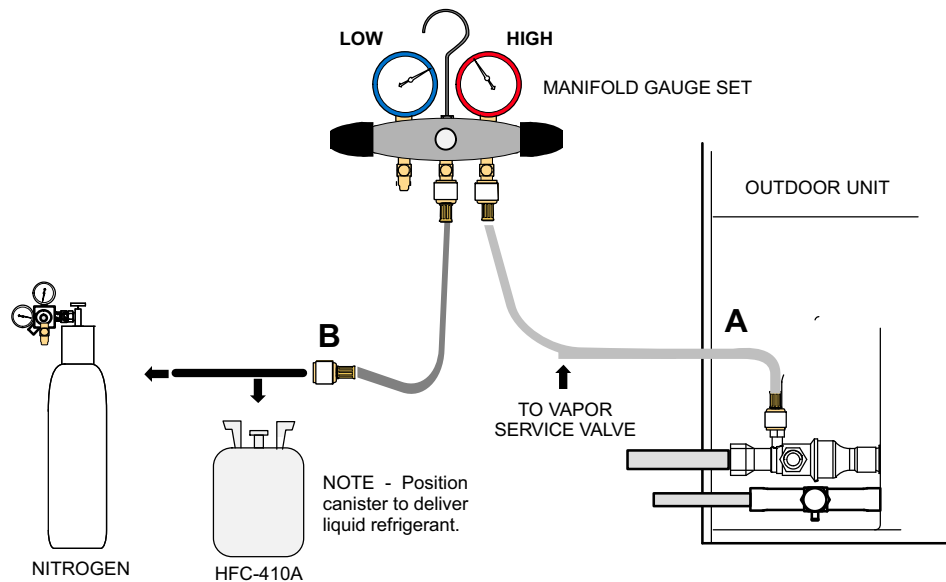 LOW
HIGH
MANIFOLD GAUGE SET
OUTDOOR UNIT
B
A
TO VAPOR
SERVICE VALVE
NOTE - Position
canister to deliver
liquid refrigerant.
NITROGEN
HFC-410A